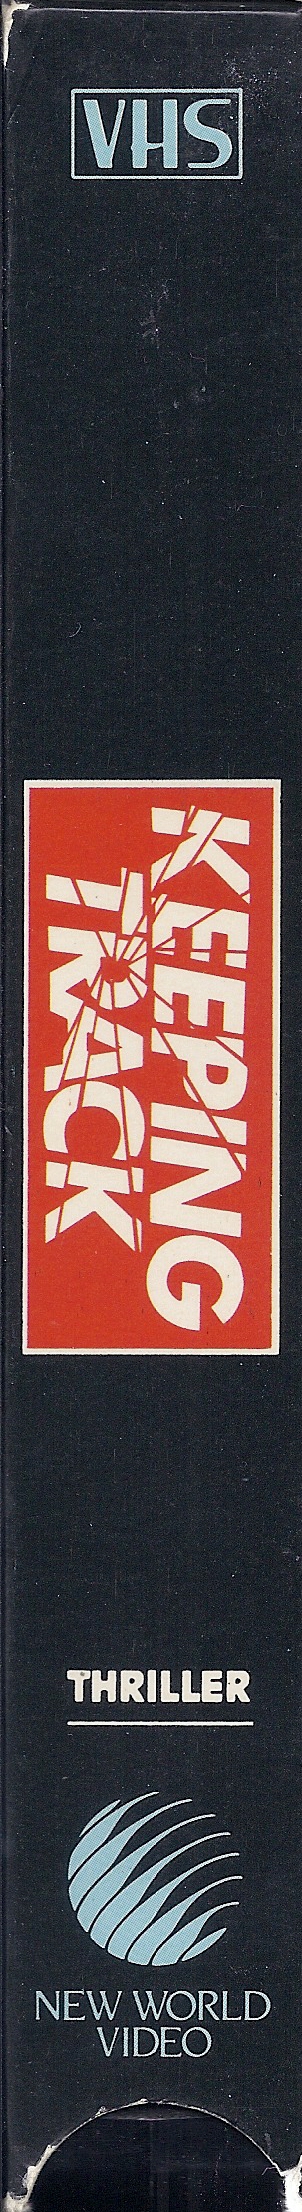 VHS
KEEPING
TRACK
THRILLER
NEW WORLD
VIDEO